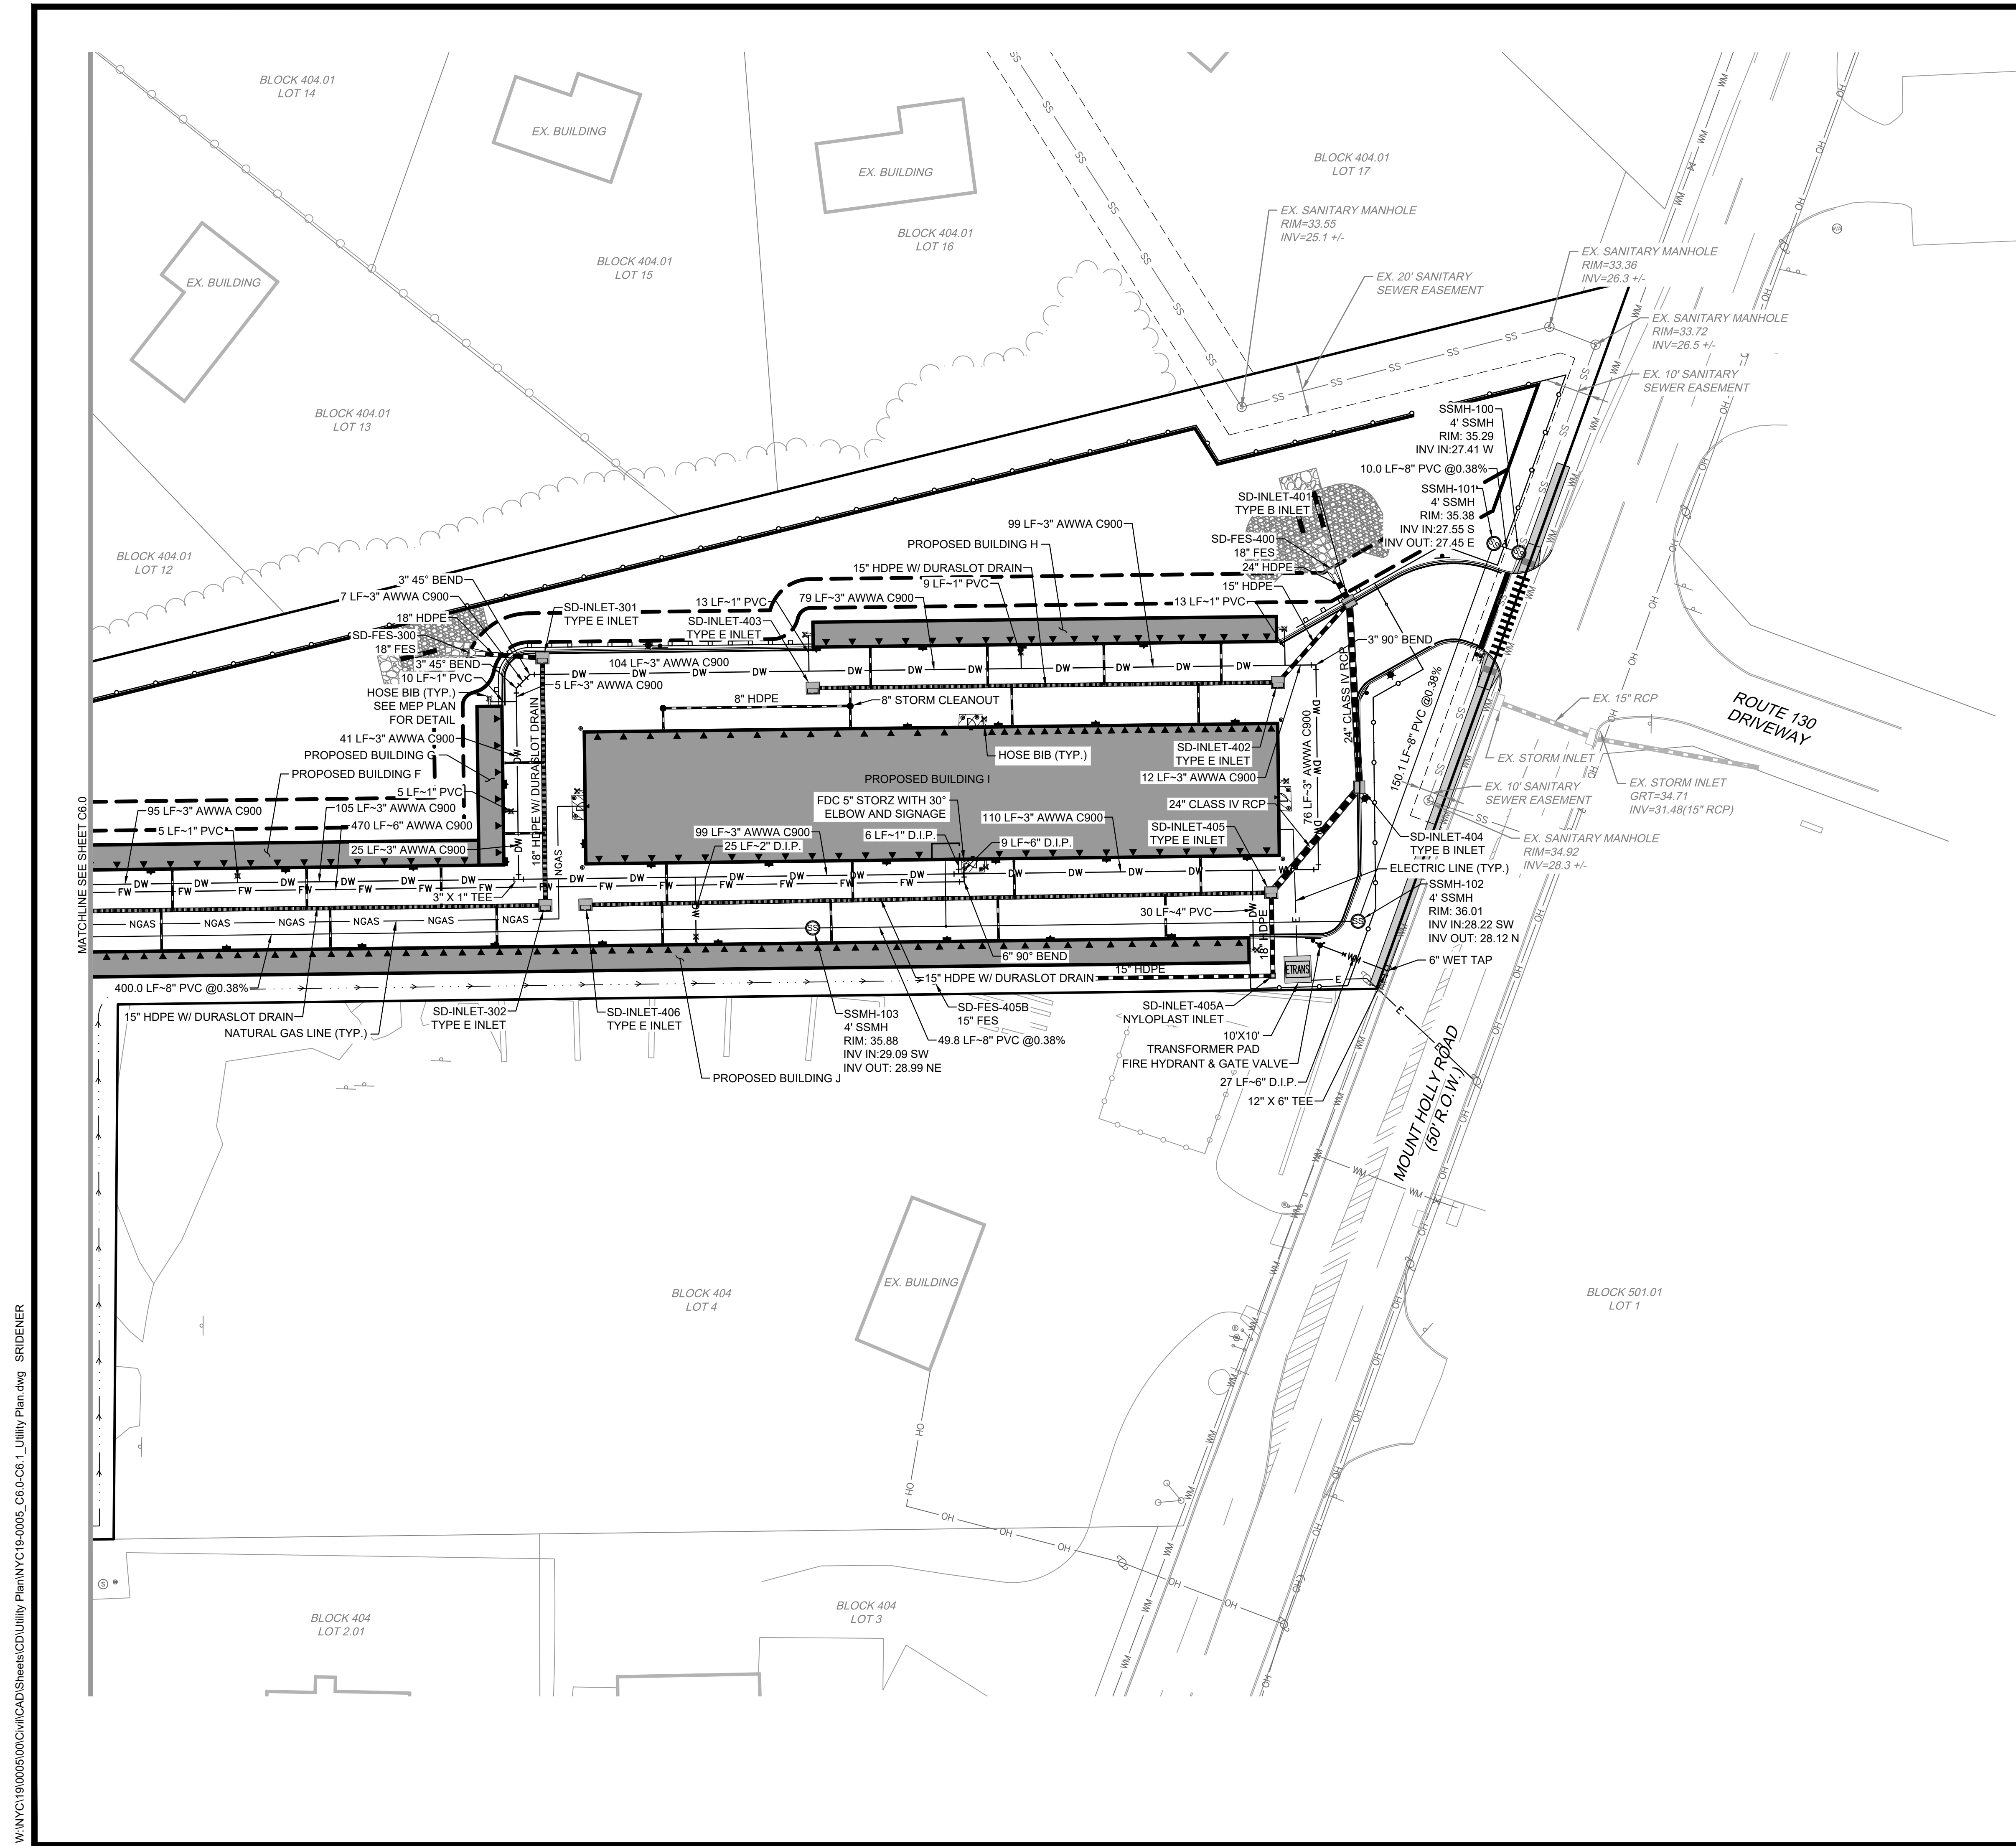 BLOCK 404.01
LOT 14
EX. BUILDING
EX. BUILDING
BLOCK 404.01
LOT 17
EX. SANITARY MANHOLE
RIM=33.55
INV=25.1 +/-
BLOCK 404.01
LOT 16
EX. SANITARY MANHOLE
RIM=33.36
INV=26.3 +/-
BLOCK 404.01
LOT 15
EX. BUILDING
EX. 20' SANITARY
SEWER EASEMENT
EX. SANITARY MANHOLE
RIM=33.72
INV=26.5 +/-
EX. 10' SANITARY
SEWER EASEMENT
BLOCK 404.01
LOT 13
SSMH-100
4' SSMH
RIM: 35.29
INV IN:27.41 W
10.0 LF~8" PVC @0.38%
SSMH-101
4' SSMH
RIM: 35.38
INV IN:27.55 S
INV OUT: 27.45 E
SD-INLET-401
TYPE B INLET
99 LF~3" AWWA C900
SD-FES-400
18" FES
24" HDPE
PROPOSED BUILDING H
BLOCK 404.01
LOT 12
15" HDPE W/ DURASLOT DRAIN
9 LF~1" PVC
15" HDPE
3" 45° BEND
7 LF~3" AWWA C900
79 LF~3" AWWA C900
13 LF~1" PVC
13 LF~1" PVC
SD-INLET-301
TYPE E INLET
18" HDPE
SD-INLET-403
TYPE E INLET
SD-FES-300
18" FES
3" 90° BEND
3" 45° BEND
104 LF~3" AWWA C900
10 LF~1" PVC
5 LF~3" AWWA C900
HOSE BIB (TYP.)
SEE MEP PLAN
FOR DETAIL
8" HDPE
8" STORM CLEANOUT
24" CLASS IV RCP
150.1 LF~8" PVC @0.38%
EX. 15" RCP
ROUTE 130
DRIVEWAY
41 LF~3" AWWA C900
PROPOSED BUILDING G
PROPOSED BUILDING F
18" HDPE W/ DURASLOT DRAIN
76 LF~3" AWWA C900
HOSE BIB (TYP.)
SD-INLET-402
TYPE E INLET
EX. STORM INLET
12 LF~3" AWWA C900
PROPOSED BUILDING I
EX. 10' SANITARY
SEWER EASEMENT
EX. STORM INLET
GRT=34.71
INV=31.48(15" RCP)
5 LF~1" PVC
105 LF~3" AWWA C900
95 LF~3" AWWA C900
FDC 5" STORZ WITH 30°
ELBOW AND SIGNAGE
24" CLASS IV RCP
110 LF~3" AWWA C900
470 LF~6" AWWA C900
5 LF~1" PVC
SD-INLET-405
TYPE E INLET
99 LF~3" AWWA C900
6 LF~1" D.I.P.
25 LF~2" D.I.P.
9 LF~6" D.I.P.
SD-INLET-404
TYPE B INLET
EX. SANITARY MANHOLE
RIM=34.92
INV=28.3 +/-
25 LF~3" AWWA C900
ELECTRIC LINE (TYP.)
3" X 1" TEE
SSMH-102
4' SSMH
RIM: 36.01
INV IN:28.22 SW
INV OUT: 28.12 N
MATCHLINE SEE SHEET C6.0
NGAS
NGAS
NGAS
NGAS
NGAS
NGAS
NGAS
30 LF~4" PVC
18" HDPE
6" 90° BEND
6" WET TAP
ETRANS
15" HDPE
15" HDPE W/ DURASLOT DRAIN
400.0 LF~8" PVC @0.38%
SD-FES-405B
15" FES
SD-INLET-405A
NYLOPLAST INLET
15" HDPE W/ DURASLOT DRAIN
NATURAL GAS LINE (TYP.)
SD-INLET-302
TYPE E INLET
SD-INLET-406
TYPE E INLET
SSMH-103
4' SSMH
RIM: 35.88
INV IN:29.09 SW
INV OUT: 28.99 NE
49.8 LF~8" PVC @0.38%
10'X10'
TRANSFORMER PAD
FIRE HYDRANT & GATE VALVE
PROPOSED BUILDING J
27 LF~6" D.I.P.
12" X 6" TEE
MOUNT HOLLY ROAD
(50' R.O.W.)
BLOCK 404
LOT 4
EX. BUILDING
BLOCK 501.01
LOT 1
BLOCK 404
LOT 2.01
BLOCK 404
LOT 3
W:\NYC\19\0005\00\Civil\CAD\Sheets\CD\Utility Plan\NYC19-0005_C6.0-C6.1_Utility Plan.dwg SRIDENER